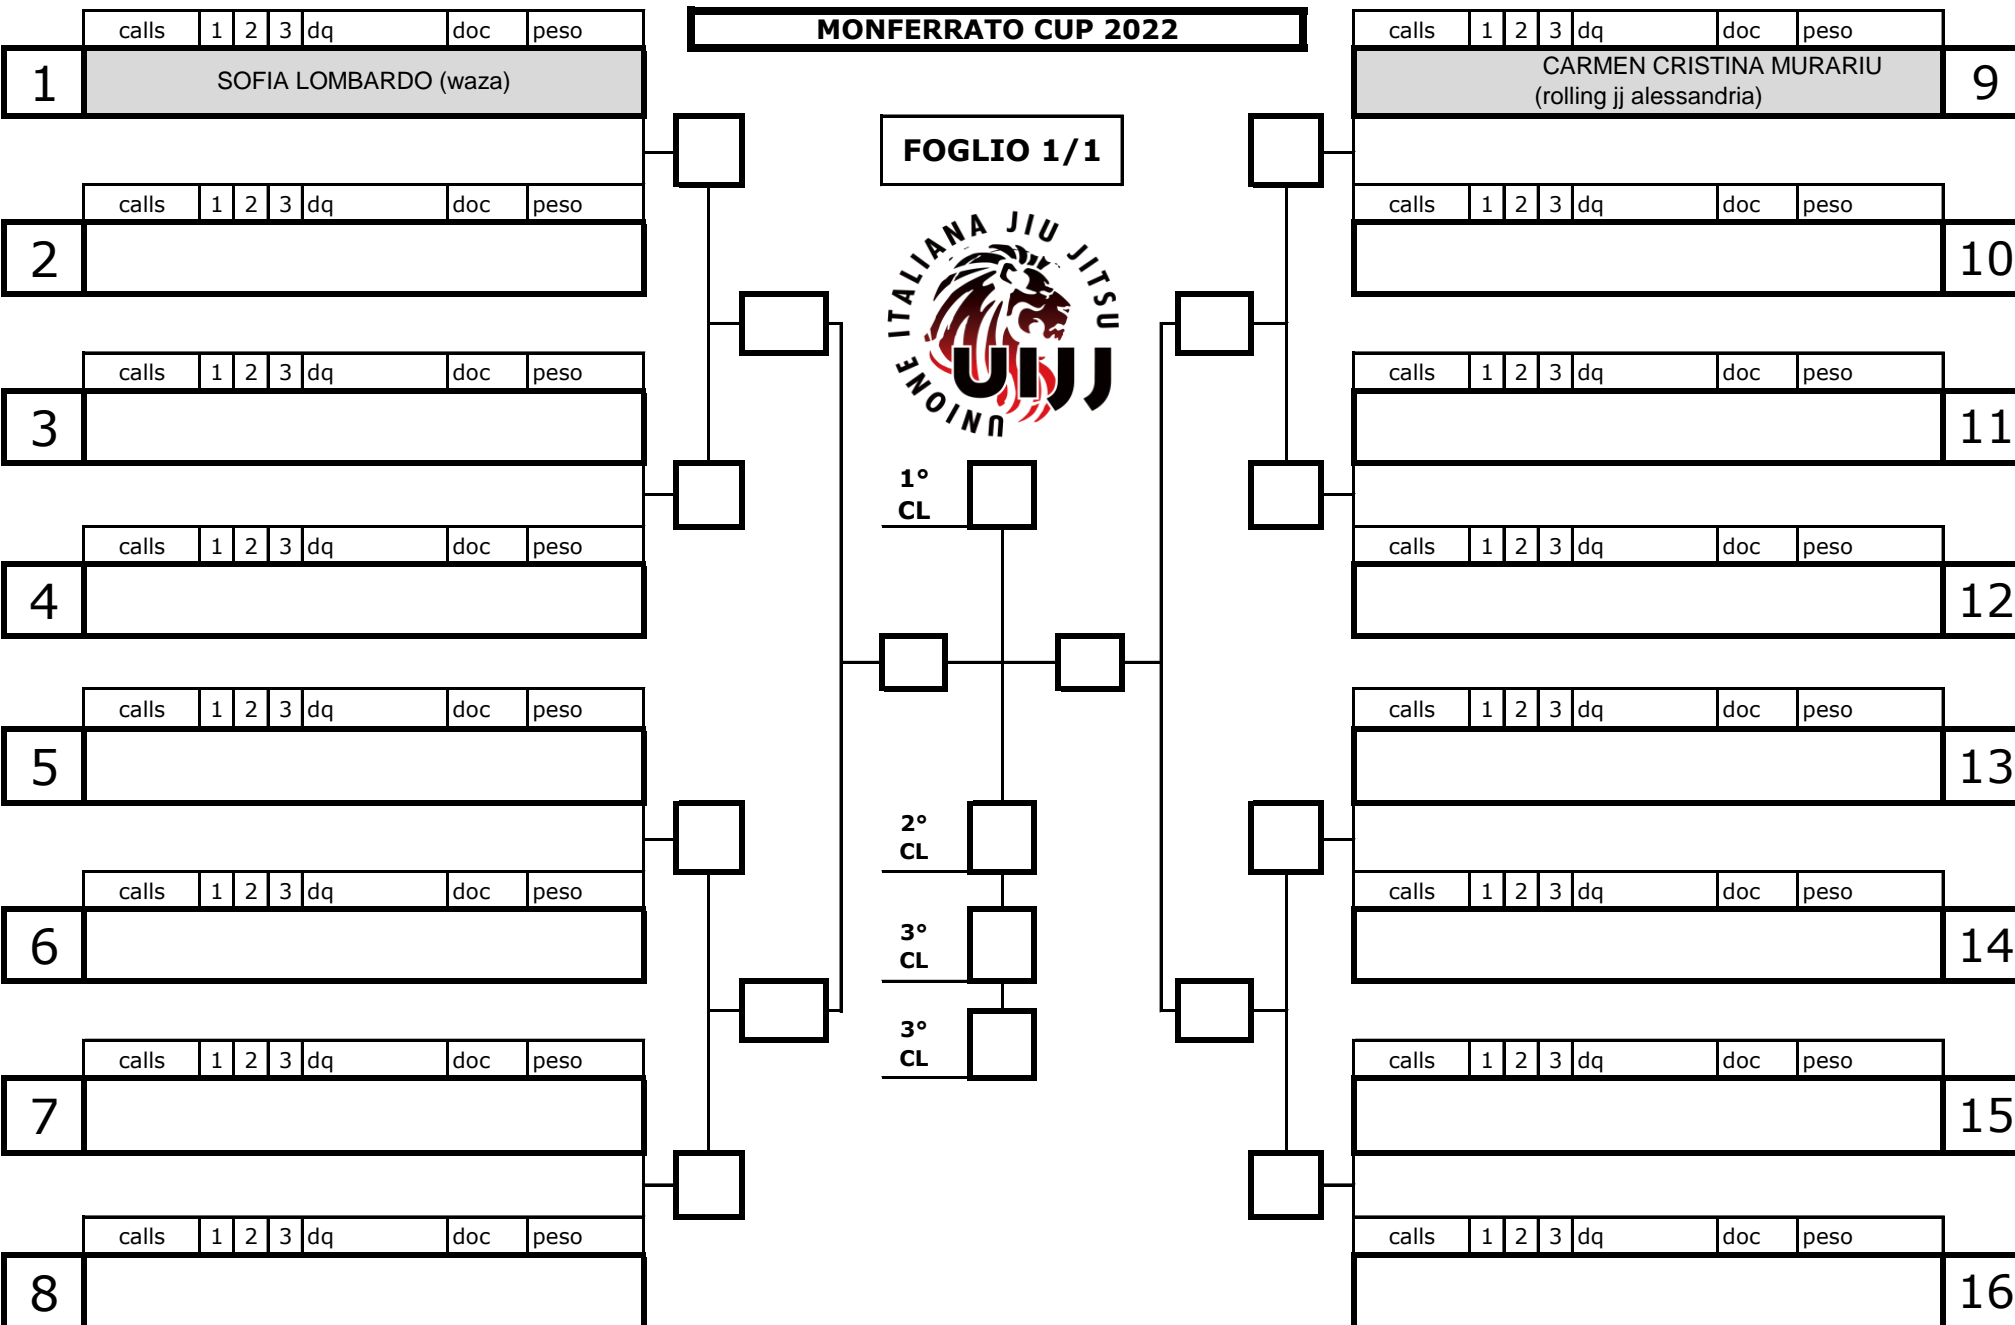 calls 1 2 3 dq doc peso
1 SOFIA LOMBARDO (waza)
calls 1 2 3 dq doc peso
2
calls 1 2 3 dq doc peso
3
calls 1 2 3 dq doc peso
4
calls 1 2 3 dq doc peso
5
calls 1 2 3 dq doc peso
6
calls 1 2 3 dq doc peso
7
calls 1 2 3 dq doc peso
8
MONFERRATO CUP 2022
FOGLIO 1/1
UNIONE ITALIANA JIU JITSU
UIJJ
1°
CL
2°
CL
3°
CL
3°
CL
calls 1 2 3 dq doc peso
CARMEN CRISTINA MURARIU
(rolling jj alessandria)
9
calls 1 2 3 dq doc peso
10
calls 1 2 3 dq doc peso
11
calls 1 2 3 dq doc peso
12
calls 1 2 3 dq doc peso
13
calls 1 2 3 dq doc peso
14
calls 1 2 3 dq doc peso
15
calls 1 2 3 dq doc peso
16